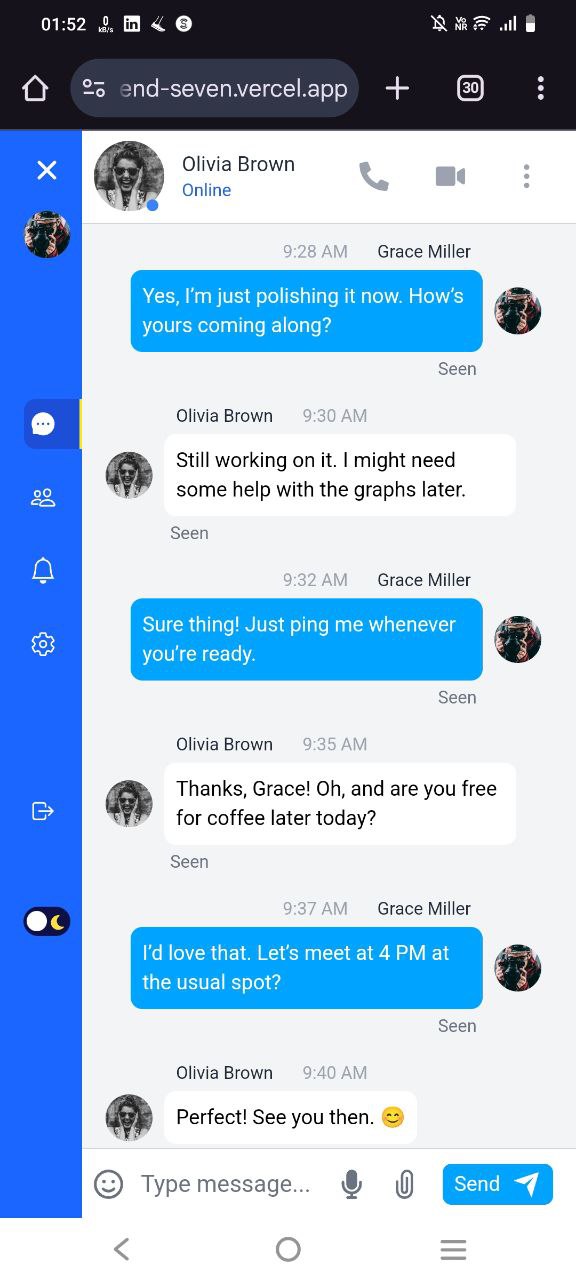 01:52 0 kB/s in S Vo NR
end-seven.vercel.app 30
Olivia Brown
Online
9:28 AM Grace Miller
Yes, I’m just polishing it now. How’s
yours coming along?
Seen
Olivia Brown 9:30 AM
Still working on it. I might need
some help with the graphs later.
Seen
9:32 AM Grace Miller
Sure thing! Just ping me whenever
you’re ready.
Seen
Olivia Brown 9:35 AM
Thanks, Grace! Oh, and are you free
for coffee later today?
Seen
9:37 AM Grace Miller
I’d love that. Let’s meet at 4 PM at
the usual spot?
Seen
Olivia Brown 9:40 AM
Perfect! See you then. 😊
Type message... Send